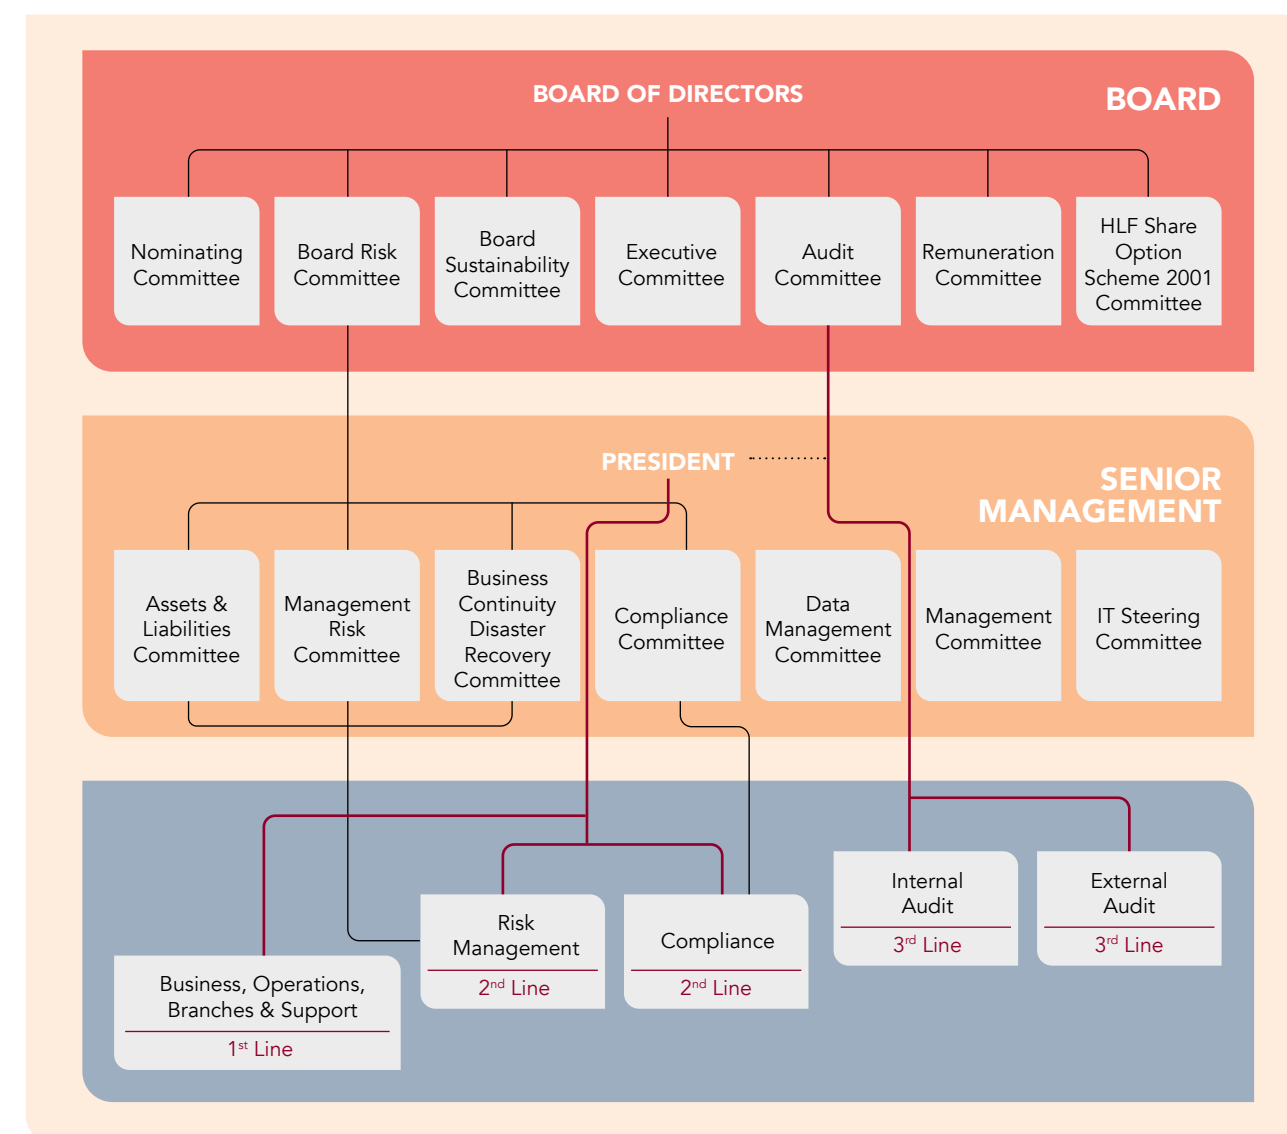 BOARD OF DIRECTORS
BOARD
Nominating
Committee
Board Risk
Committee
Board
Sustainability
Committee
Executive
Committee
Audit
Committee
Remuneration
Committee
HLF Share
Option
Scheme 2001
Committee
PRESIDENT
SENIOR
MANAGEMENT
Assets &
Liabilities
Committee
Management
Risk
Committee
Business
Continuity
Disaster
Recovery
Committee
Compliance
Committee
Data
Management
Committee
Management
Committee
IT Steering
Committee
Business, Operations,
Branches & Support
1st Line
Risk
Management
2nd Line
Compliance
2nd Line
Internal
Audit
3rd Line
External
Audit
3rd Line